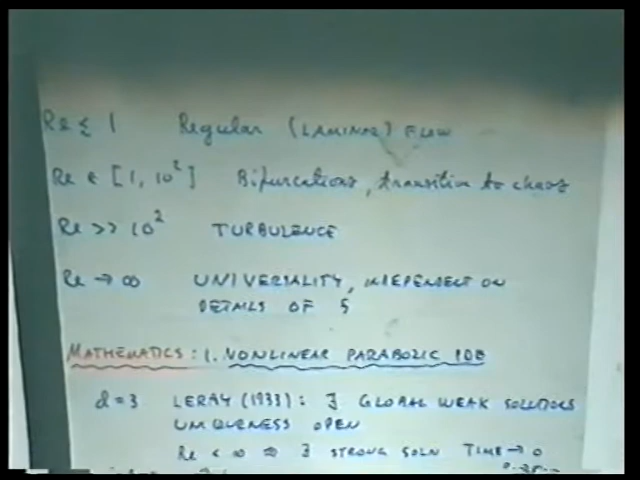 Re ≤ 1 Regular (LAMINAR) FLOW
Re ∈ [1, 10²] Bifurcations, transition to chaos
Re >> 10² TURBULENCE
Re → ∞ UNIVERSALITY, INDEPENDENT ON
DETAILS OF f
MATHEMATICS: 1. NONLINEAR PARABOLIC PDE
d=3 LERAY (1933): ∃ GLOBAL WEAK SOLUTIONS
UNIQUENESS OPEN
Re < ∞ ⇒ ∃ STRONG SOLN TIME → 0